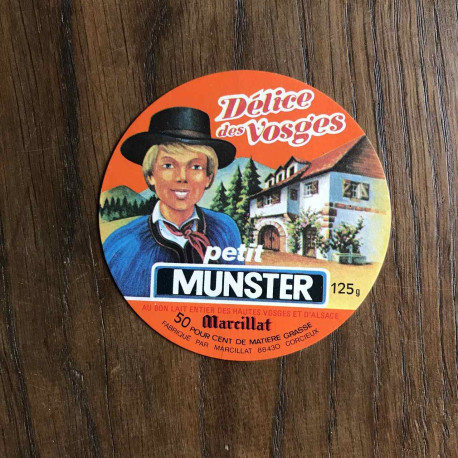 Délice
des Vosges
petit
MUNSTER
125g
AU BON LAIT ENTIER DES HAUTES VOSGES ET D'ALSACE
Marcillat
50 POUR CENT DE MATIERE GRASSE
FABRIQUÉ PAR MARCILLAT 88430 CORCIEUX